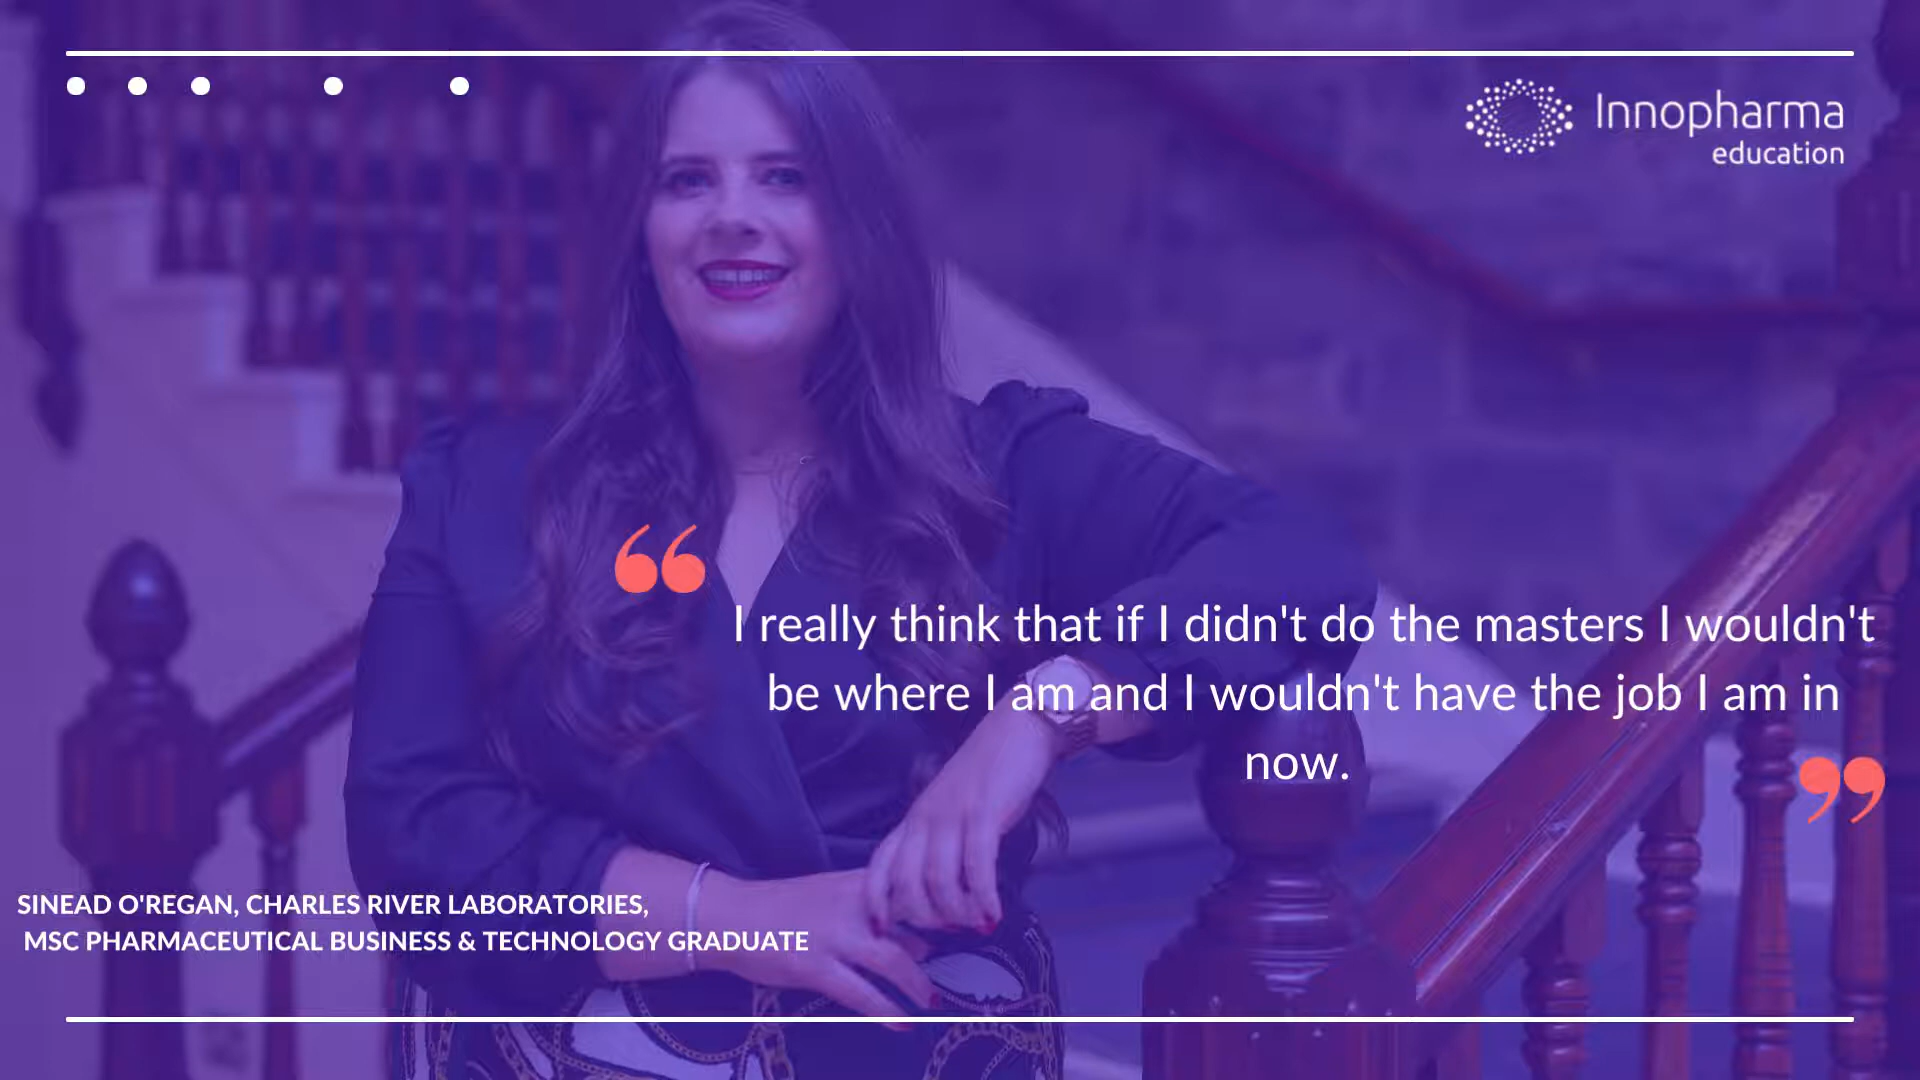 Innopharma
education
I really think that if I didn't do the masters I wouldn't
be where I am and I wouldn't have the job I am in
now.
SINEAD O'REGAN, CHARLES RIVER LABORATORIES,
MSC PHARMACEUTICAL BUSINESS & TECHNOLOGY GRADUATE